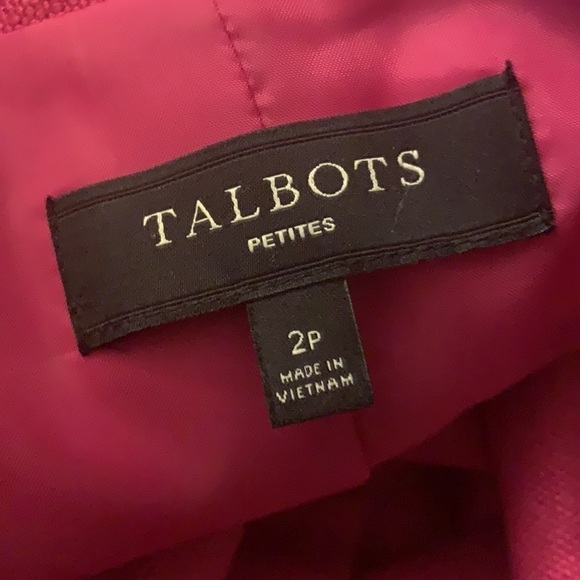 TALBOTS
PETITES
2P
MADE IN
VIETNAM